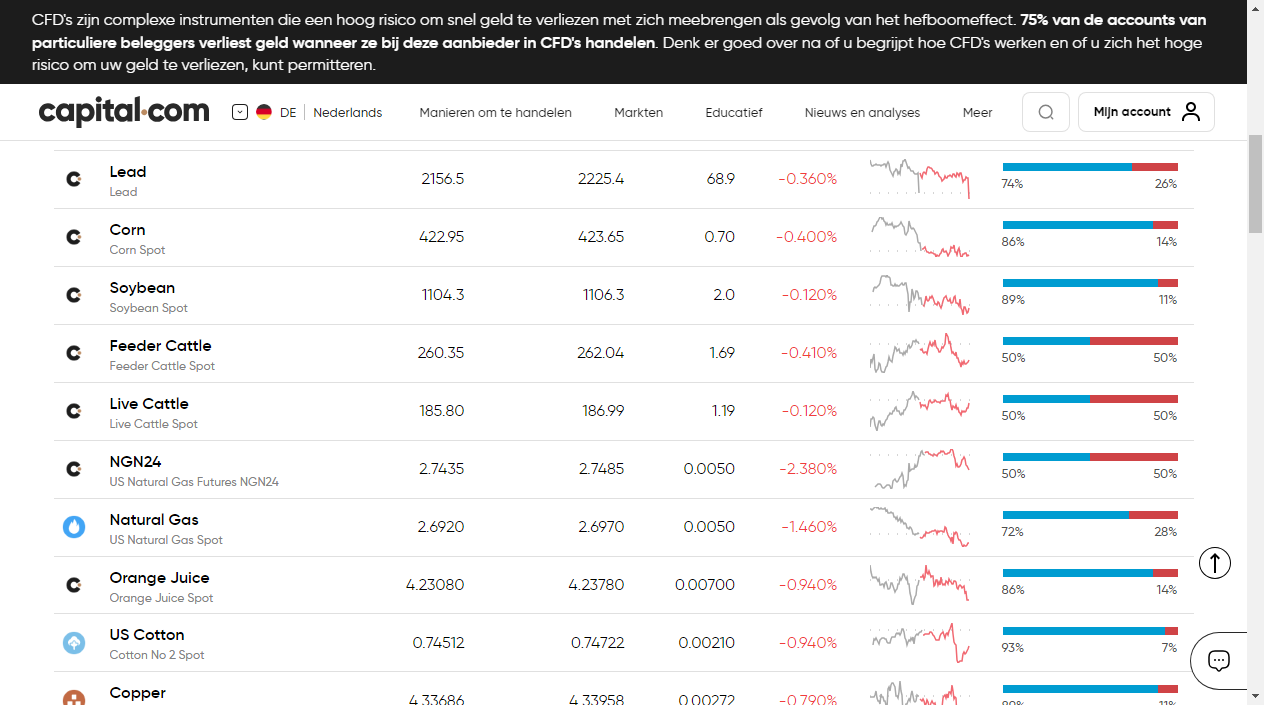 CFD's zijn complexe instrumenten die een hoog risico om snel geld te verliezen met zich meebrengen als gevolg van het hefboomeffect. 75% van de accounts van
particuliere beleggers verliest geld wanneer ze bij deze aanbieder in CFD's handelen. Denk er goed over na of u begrijpt hoe CFD's werken en of u zich het hoge
risico om uw geld te verliezen, kunt permitteren.
capital.com DE Nederlands Manieren om te handelen Markten Educatief Nieuws en analyses Meer Mijn account
Lead 2156.5 2225.4 68.9 -0.360%
Lead 74% 26%
Corn 422.95 423.65 0.70 -0.400%
Corn Spot 86% 14%
Soybean 1104.3 1106.3 2.0 -0.120%
Soybean Spot 89% 11%
Feeder Cattle 260.35 262.04 1.69 -0.410%
Feeder Cattle Spot 50% 50%
Live Cattle 185.80 186.99 1.19 -0.120%
Live Cattle Spot 50% 50%
NGN24 2.7435 2.7485 0.0050 -2.380%
US Natural Gas Futures NGN24 50% 50%
Natural Gas 2.6920 2.6970 0.0050 -1.460%
US Natural Gas Spot 72% 28%
Orange Juice 4.23080 4.23780 0.00700 -0.940%
Orange Juice Spot 86% 14%
US Cotton 0.74512 0.74722 0.00210 -0.940%
Cotton No 2 Spot 93% 7%
Copper 4.33686 4.33958 0.00272 -0.790%